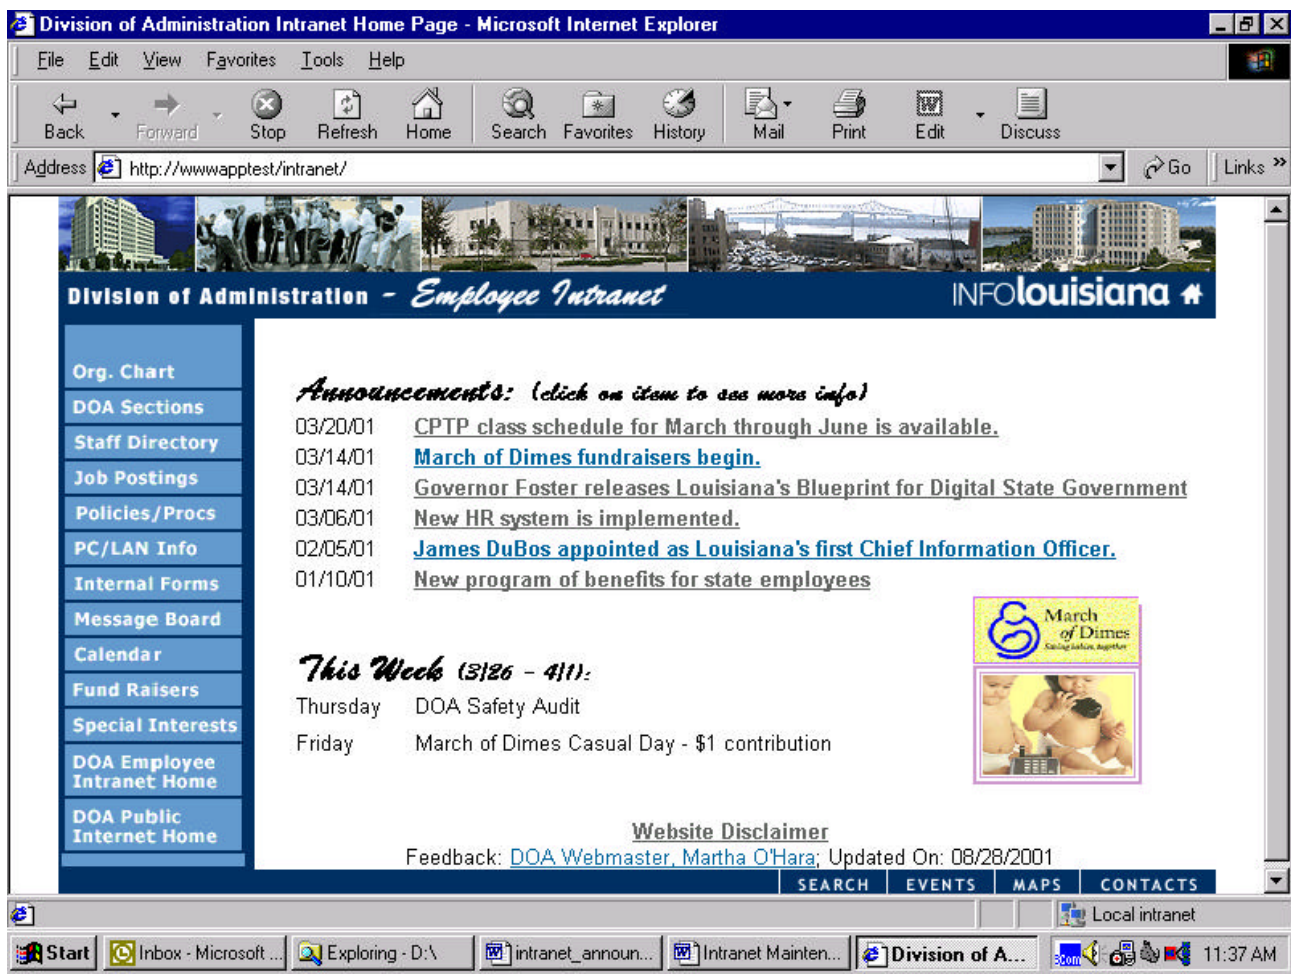 Division of Administration Intranet Home Page - Microsoft Internet Explorer
File Edit View Favorites Tools Help
Back Forward Stop Refresh Home Search Favorites History Mail Print Edit Discuss
Address http://wwwapptest/intranet/ Go Links »
Division of Administration - Employee Intranet INFOlouisiana
Org. Chart
DOA Sections
Staff Directory
Job Postings
Policies/Procs
PC/LAN Info
Internal Forms
Message Board
Calendar
Fund Raisers
Special Interests
DOA Employee
Intranet Home
DOA Public
Internet Home
Announcements: (click on item to see more info)
03/20/01 CPTP class schedule for March through June is available.
03/14/01 March of Dimes fundraisers begin.
03/14/01 Governor Foster releases Louisiana's Blueprint for Digital State Government
03/06/01 New HR system is implemented.
02/05/01 James DuBos appointed as Louisiana's first Chief Information Officer.
01/10/01 New program of benefits for state employees
March
of Dimes
Saving babies, together
This Week (3/26 - 4/1):
Thursday DOA Safety Audit
Friday March of Dimes Casual Day - $1 contribution
Website Disclaimer
Feedback: DOA Webmaster, Martha O'Hara; Updated On: 08/28/2001
SEARCH EVENTS MAPS CONTACTS
Local intranet
Start Inbox - Microsoft ... Exploring - D:\ intranet_announ... Intranet Mainten... Division of A... 3Com 11:37 AM